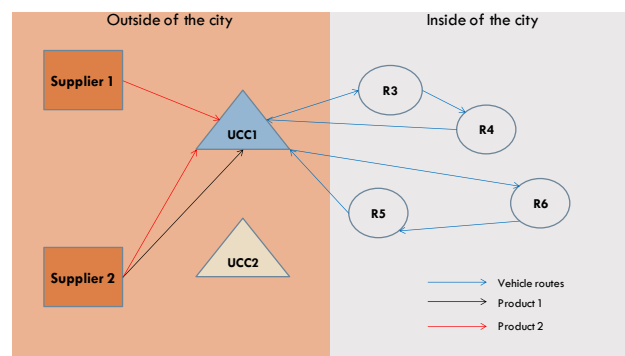 Outside of the city
Inside of the city
Supplier 1
R3
UCC1
R4
R5
R6
Supplier 2
UCC2
Vehicle routes
Product 1
Product 2